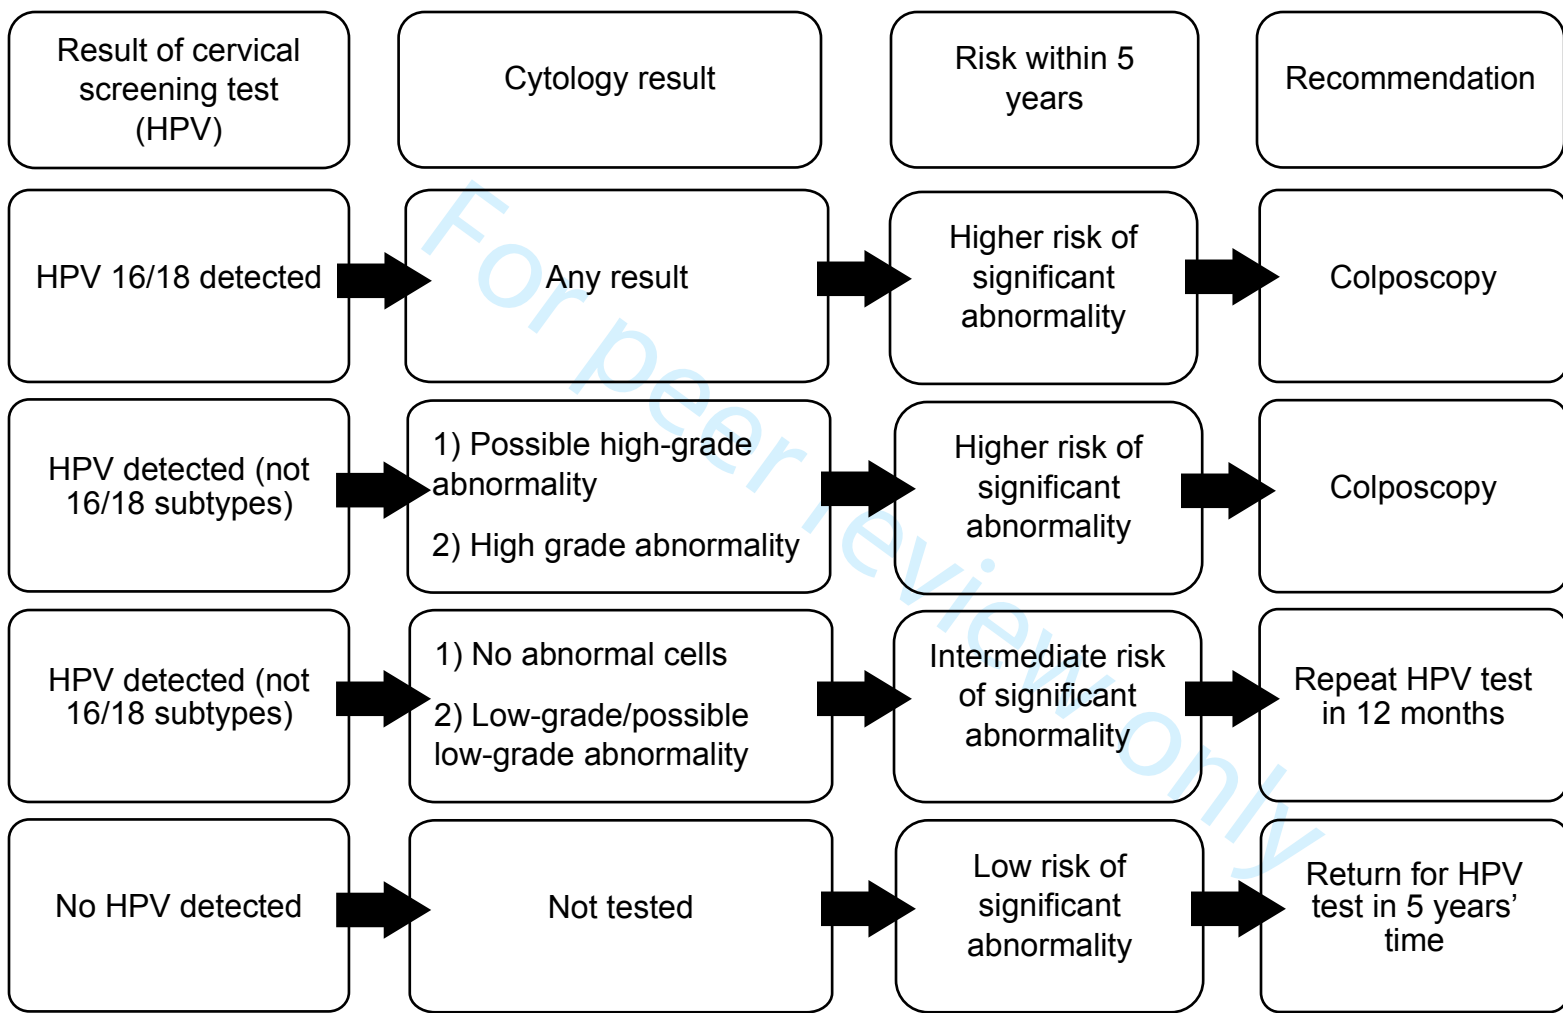 Result of cervical
screening test
(HPV)
Cytology result
Risk within 5
years
Recommendation
HPV 16/18 detected
Any result
Higher risk of
significant
abnormality
Colposcopy
HPV detected (not
16/18 subtypes)
1) Possible high-grade
abnormality
2) High grade abnormality
Higher risk of
significant
abnormality
Colposcopy
HPV detected (not
16/18 subtypes)
1) No abnormal cells
2) Low-grade/possible
low-grade abnormality
Intermediate risk
of significant
abnormality
Repeat HPV test
in 12 months
No HPV detected
Not tested
Low risk of
significant
abnormality
Return for HPV
test in 5 years’
time
For peer review only